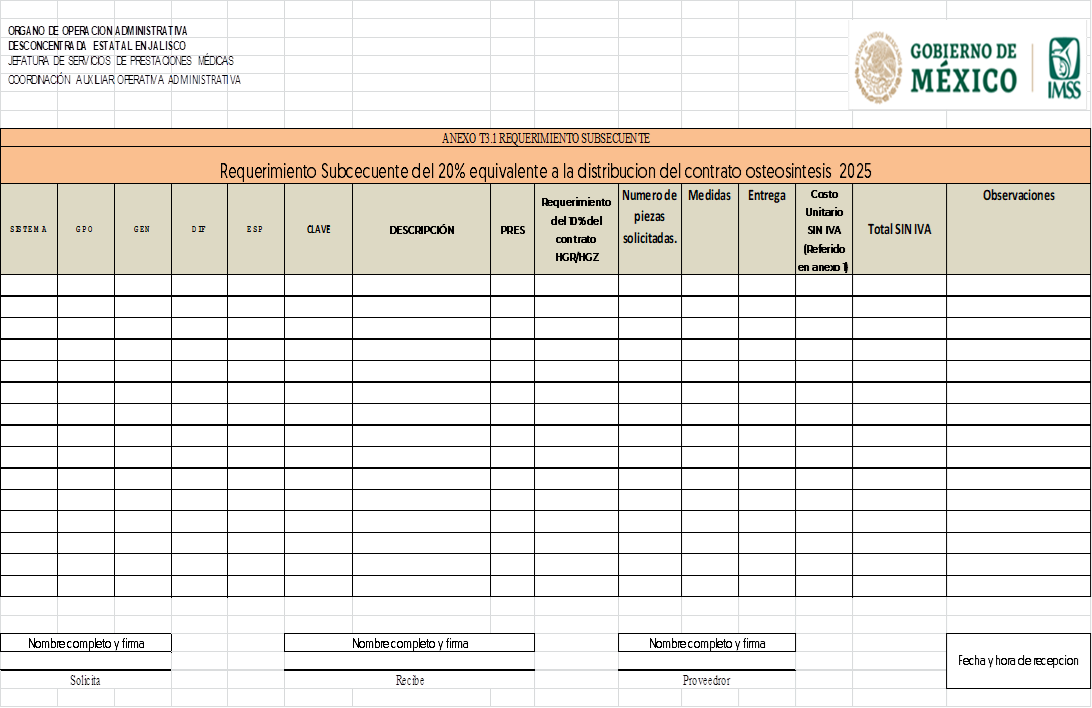 ORGANO DE OPERACION ADMINISTRATIVA
DESCONCENTRADA ESTATAL EN JALISCO
JEFATURA DE SERVICIOS DE PRESTACIONES MÉDICAS
COORDINACIÓN AUXILIAR OPERATIVA ADMINISTRATIVA
GOBIERNO DE
MÉXICO
IMSS
ANEXO T3.1 REQUERIMIENTO SUBSECUENTE
Requerimiento Subcecuente del 20% equivalente a la distribucion del contrato osteosintesis 2025
SISTEMA
GPO
GEN
DIF
ESP
CLAVE
DESCRIPCIÓN
PRES
Requerimiento
del 10% del
contrato
HGR/HGZ
Numero de
piezas
solicitadas.
Medidas
Entrega
Costo
Unitario
SIN IVA
(Referido
en anexo 1)
Total SIN IVA
Observaciones
Nombre completo y firma
Nombre completo y firma
Nombre completo y firma
Fecha y hora de recepcion
Solicita
Recibe
Proveedror